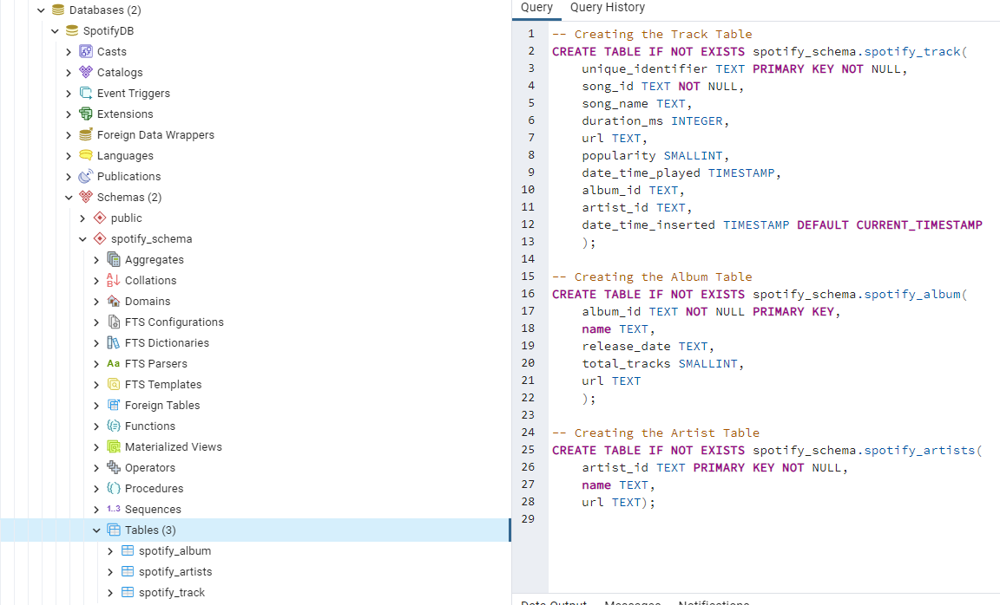 Databases (2)
SpotifyDB
Casts
Catalogs
Event Triggers
Extensions
Foreign Data Wrappers
Languages
Publications
Schemas (2)
public
spotify_schema
Aggregates
Collations
Domains
FTS Configurations
FTS Dictionaries
Aa FTS Parsers
FTS Templates
Foreign Tables
Functions
Materialized Views
Operators
Procedures
1..3 Sequences
Tables (3)
spotify_album
spotify_artists
spotify_track
Query Query History
1 -- Creating the Track Table
2 CREATE TABLE IF NOT EXISTS spotify_schema.spotify_track(
3 unique_identifier TEXT PRIMARY KEY NOT NULL,
4 song_id TEXT NOT NULL,
5 song_name TEXT,
6 duration_ms INTEGER,
7 url TEXT,
8 popularity SMALLINT,
9 date_time_played TIMESTAMP,
10 album_id TEXT,
11 artist_id TEXT,
12 date_time_inserted TIMESTAMP DEFAULT CURRENT_TIMESTAMP
13 );
14
15 -- Creating the Album Table
16 CREATE TABLE IF NOT EXISTS spotify_schema.spotify_album(
17 album_id TEXT NOT NULL PRIMARY KEY,
18 name TEXT,
19 release_date TEXT,
20 total_tracks SMALLINT,
21 url TEXT
22 );
23
24 -- Creating the Artist Table
25 CREATE TABLE IF NOT EXISTS spotify_schema.spotify_artists(
26 artist_id TEXT PRIMARY KEY NOT NULL,
27 name TEXT,
28 url TEXT);
29
Data Output Messages Notifications